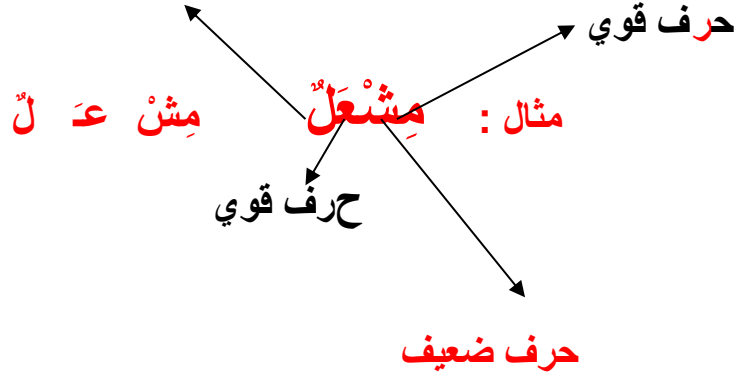 حرف قوي
مثال : مِشْعَلٌ مِشْ عـَ لٌ
حرف قوي
حرف ضعيف